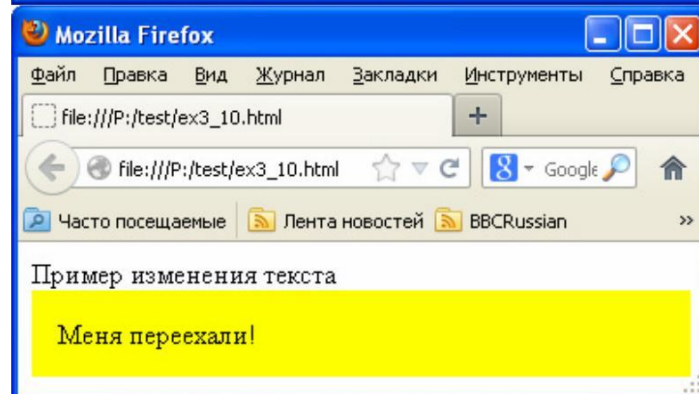 Mozilla Firefox
Файл Правка Вид Журнал Закладки Инструменты Справка
file:///P:/test/ex3_10.html +
file:///P:/test/ex3_10.html 8 Google
Часто посещаемые Лента новостей BBCRussian »
Пример изменения текста
Меня переехали!